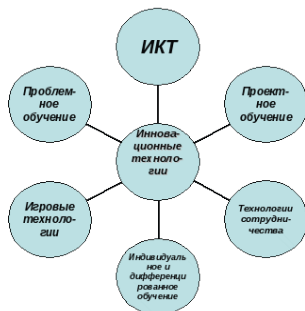 ИКТ
Проблем-
ное
обучение
Проект-
ное
обучение
Иннова-
ционные
техноло-
гии
Игровые
техноло-
гии
Технологии
сотрудни-
чества
Индивидуаль
ное и
дифференци
рованное
обучение